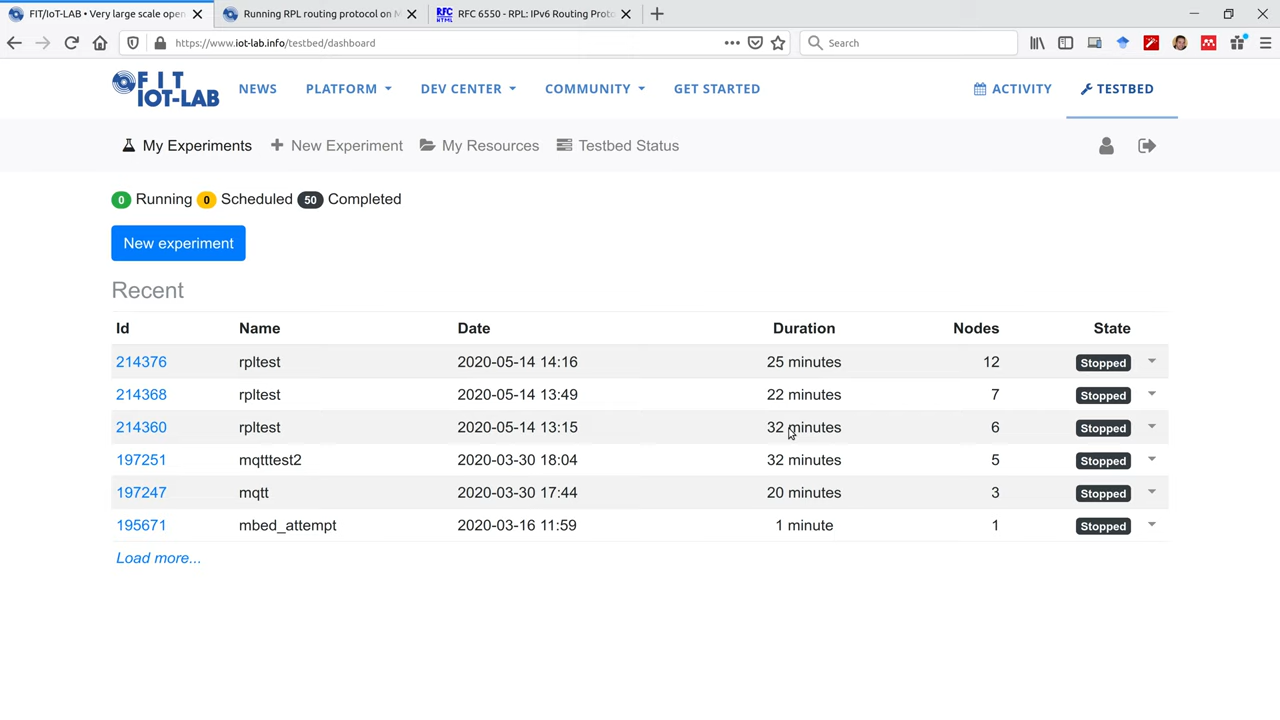 FIT/IoT-LAB • Very large scale open
Running RPL routing protocol on M
RFC HTML RFC 6550 - RPL: IPv6 Routing Proto
https://www.iot-lab.info/testbed/dashboard
Search
FIT IOT-LAB
NEWS
PLATFORM
DEV CENTER
COMMUNITY
GET STARTED
ACTIVITY
TESTBED
My Experiments
New Experiment
My Resources
Testbed Status
0 Running 0 Scheduled 50 Completed
New experiment
Recent
Id Name Date Duration Nodes State
214376 rpltest 2020-05-14 14:16 25 minutes 12 Stopped
214368 rpltest 2020-05-14 13:49 22 minutes 7 Stopped
214360 rpltest 2020-05-14 13:15 32 minutes 6 Stopped
197251 mqtttest2 2020-03-30 18:04 32 minutes 5 Stopped
197247 mqtt 2020-03-30 17:44 20 minutes 3 Stopped
195671 mbed_attempt 2020-03-16 11:59 1 minute 1 Stopped
Load more...